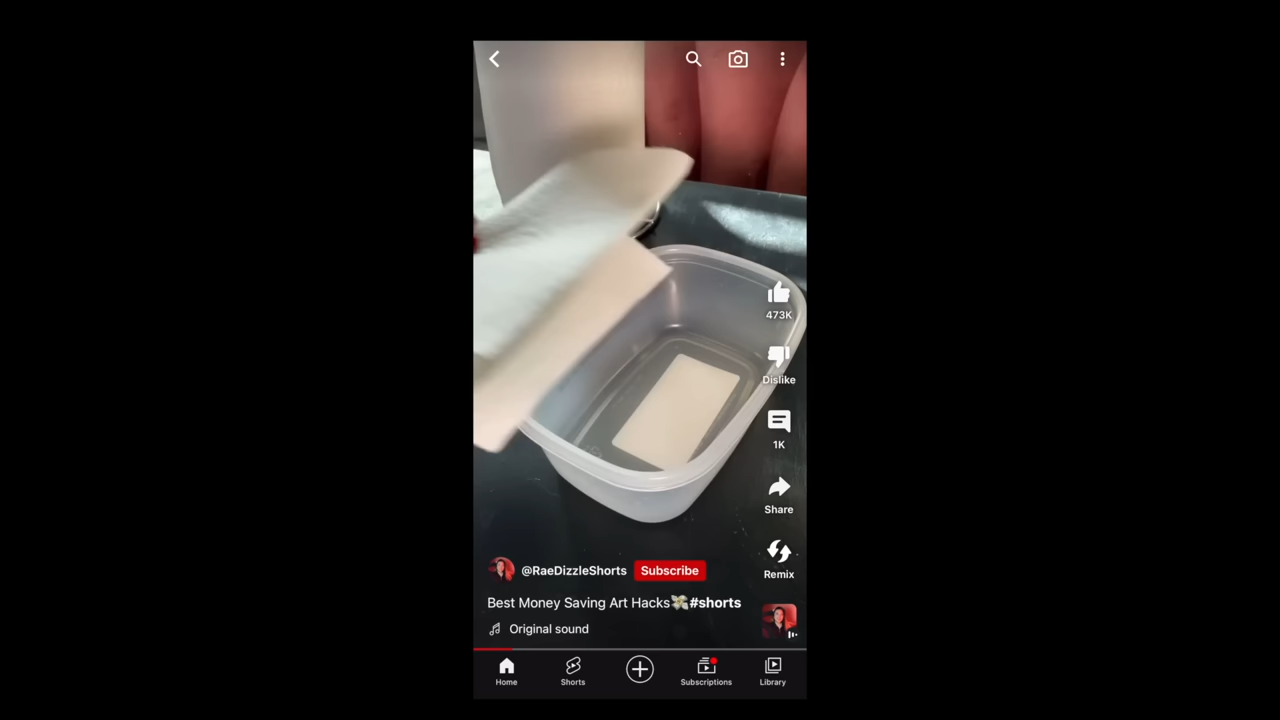 473K
Dislike
1K
Share
@RaeDizzleShorts Subscribe
Remix
Best Money Saving Art Hacks💸#shorts
Original sound
Home Shorts Subscriptions Library